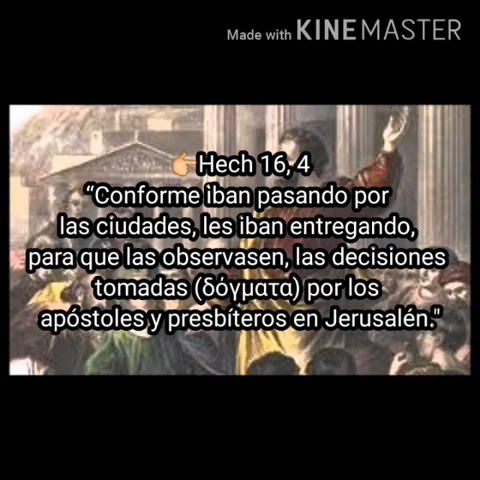 Made with KINEMASTER
👉Hech 16, 4
“Conforme iban pasando por
las ciudades, les iban entregando,
para que las observasen, las decisiones
tomadas (δόγματα) por los
apóstoles y presbíteros en Jerusalén."